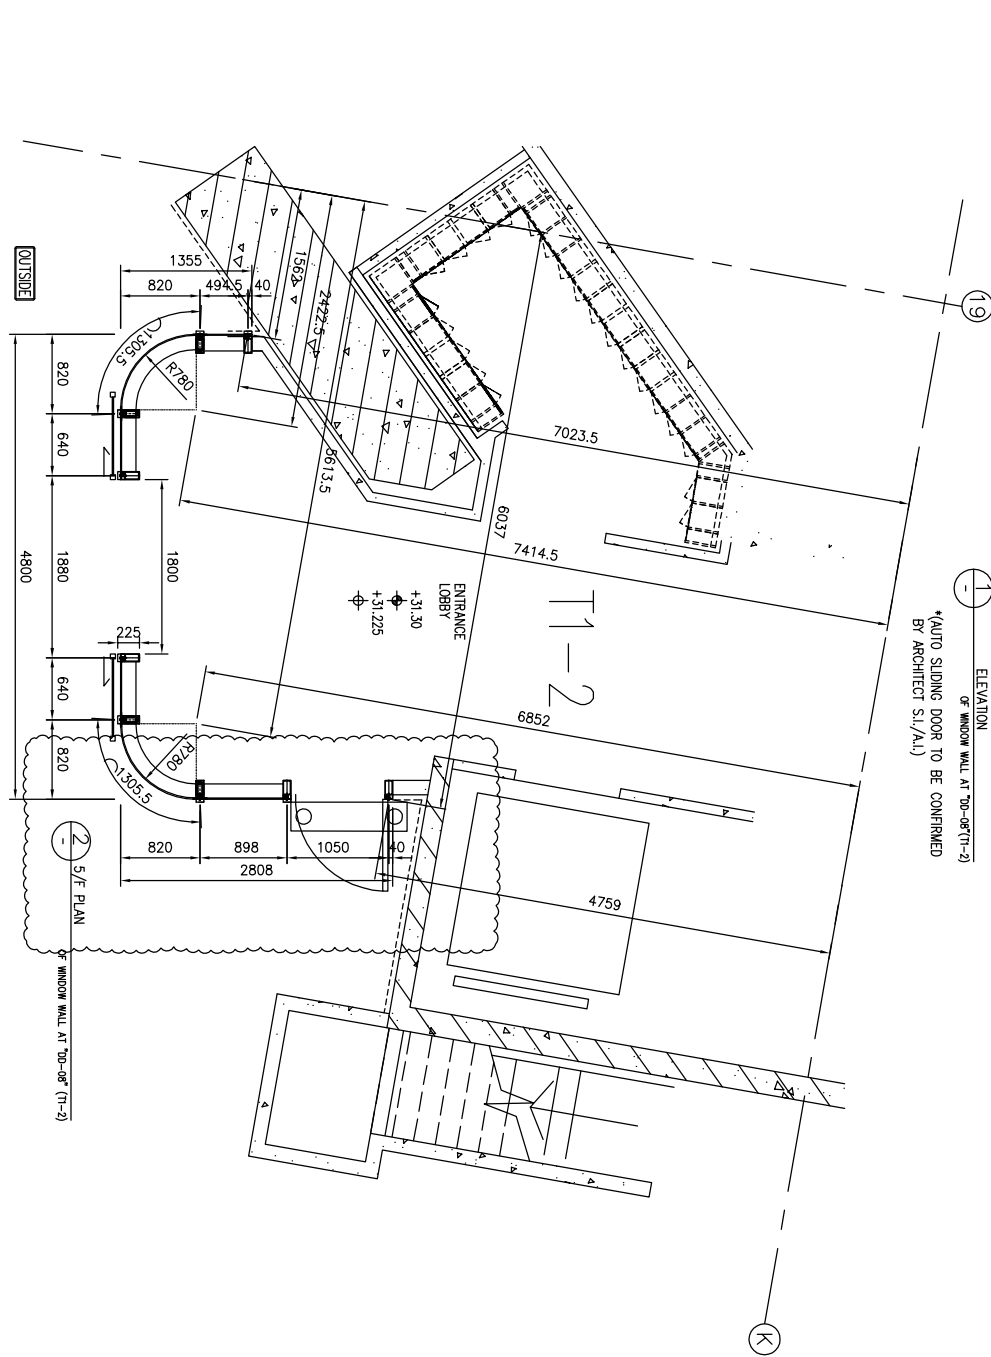 19
1
-
ELEVATION
OF WINDOW WALL AT "DD-08"(T1-2)
*(AUTO SLIDING DOOR TO BE CONFIRMED
BY ARCHITECT S.I./A.I.)
OUTSIDE
1355
820
494.5
40
1562
2422.5
1305.5
R780
820
640
1880
4800
640
820
7023.5
5613.5
6037
7414.5
1800
225
ENTRANCE
LOBBY
+31.30
+31.225
T1-2
6852
R780
1305.5
820
898
1050
40
2808
4759
2
-
5/F PLAN
OF WINDOW WALL AT "DD-08" (T1-2)
K